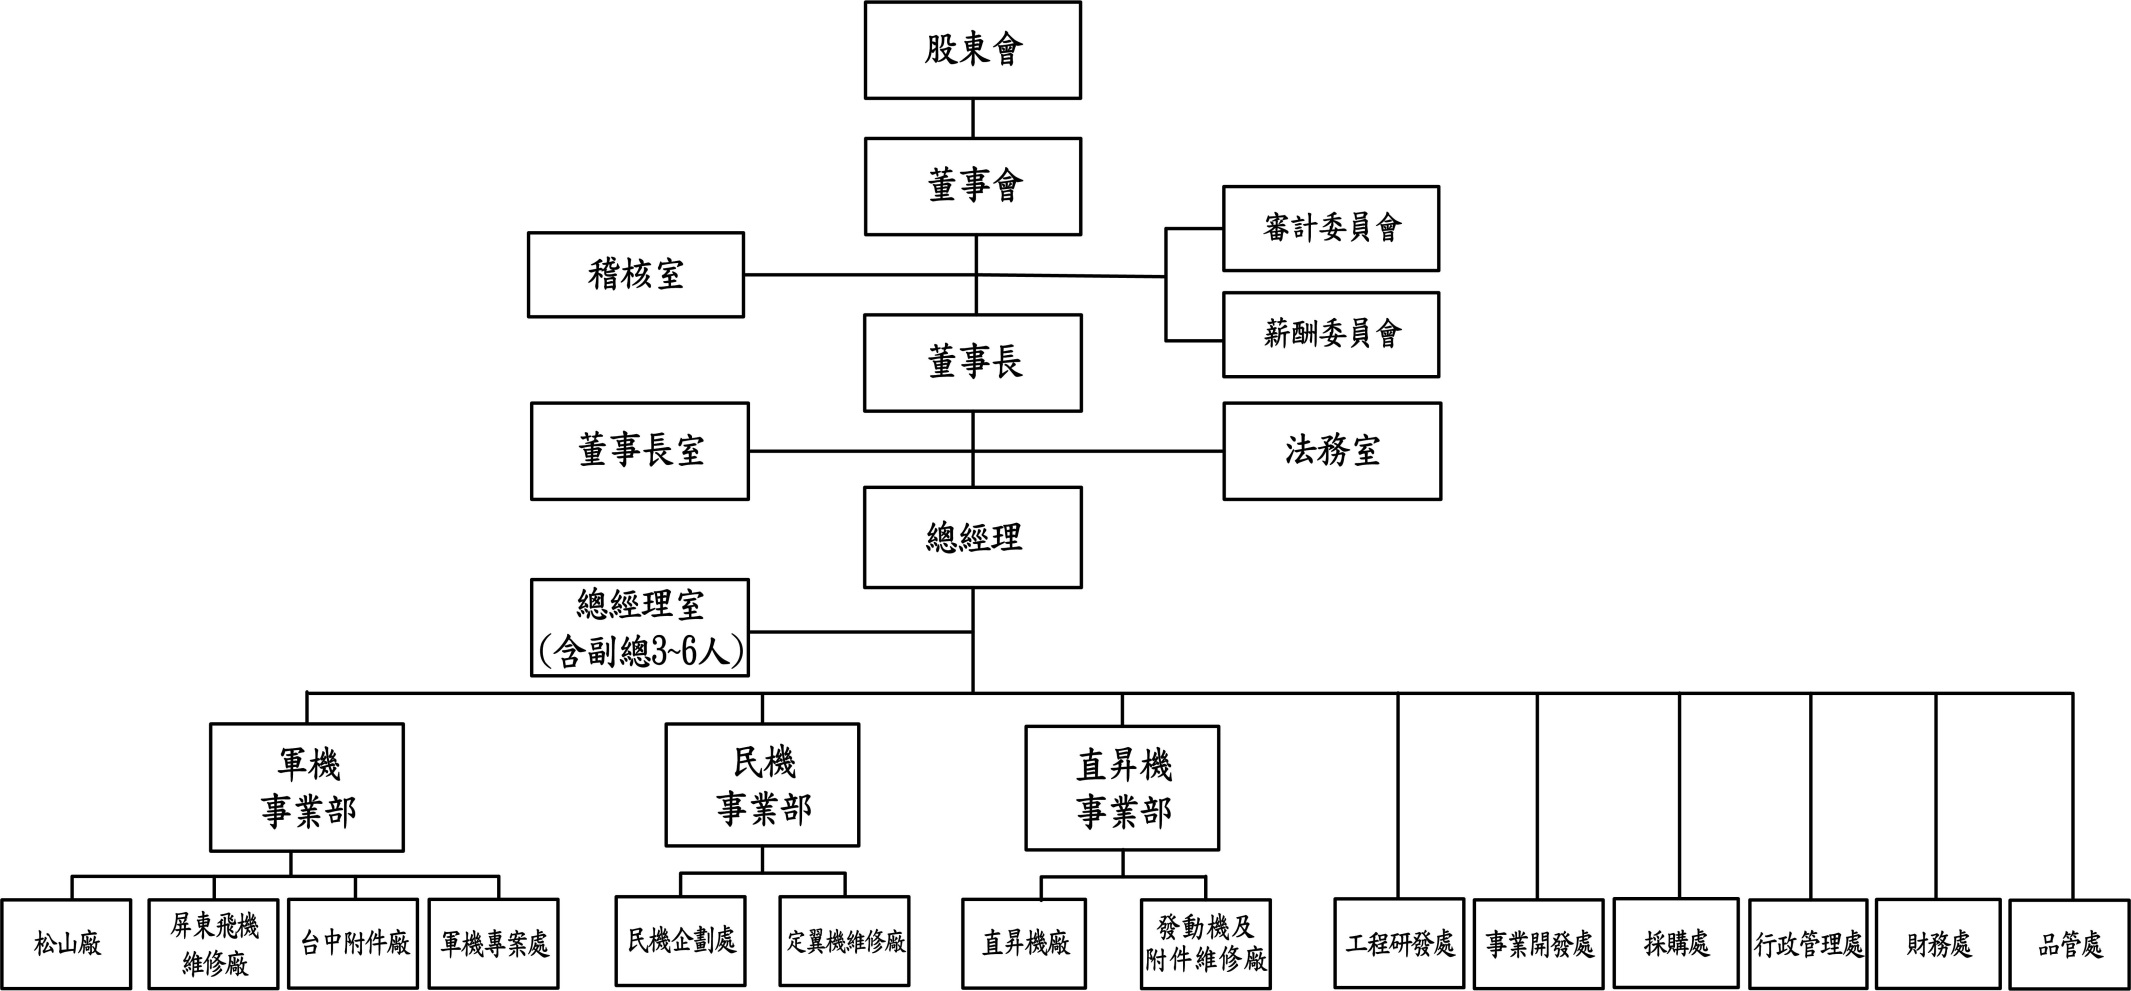 股東會
董事會
審計委員會
稽核室
薪酬委員會
董事長
董事長室
法務室
總經理
總經理室
(含副總3~6人)
軍機
事業部
民機
事業部
直昇機
事業部
松山廠
屏東飛機
維修廠
台中附件廠
軍機專案處
民機企劃處
定翼機維修廠
直昇機廠
發動機及
附件維修廠
工程研發處
事業開發處
採購處
行政管理處
財務處
品管處